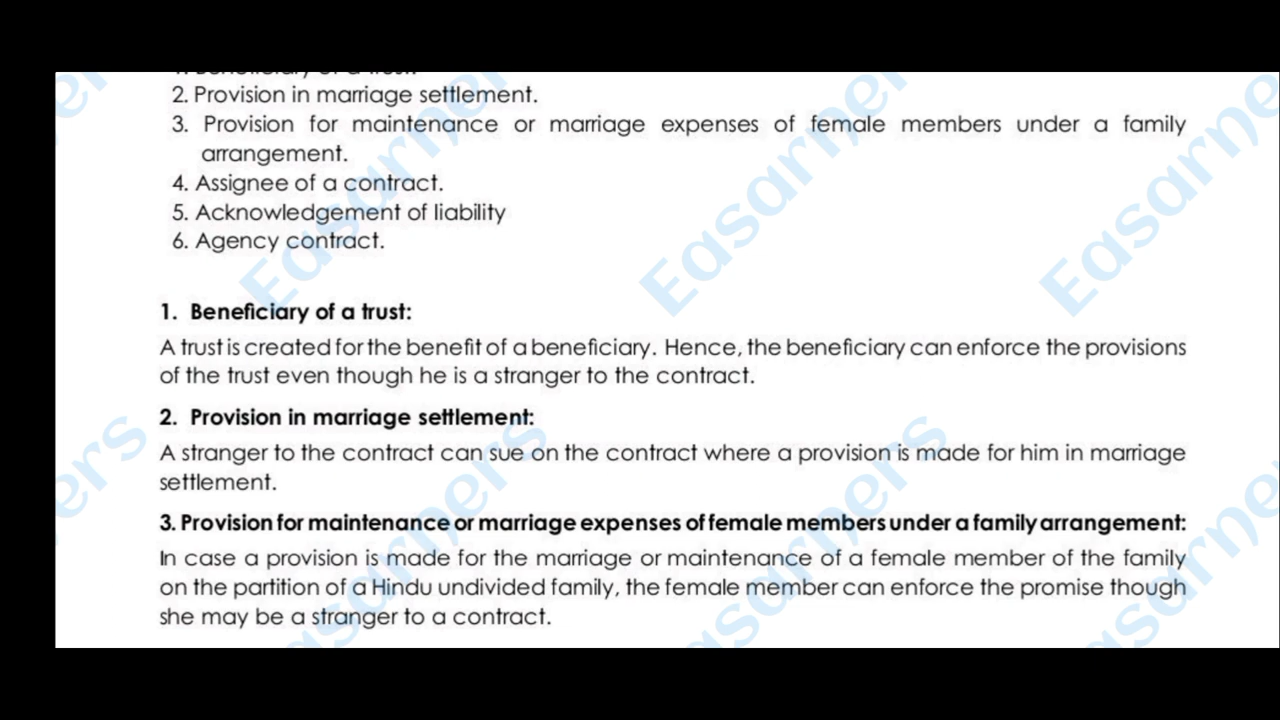 2. Provision in marriage settlement.
3. Provision for maintenance or marriage expenses of female members under a family
arrangement.
4. Assignee of a contract.
5. Acknowledgement of liability
6. Agency contract.
1. Beneficiary of a trust:
A trust is created for the benefit of a beneficiary. Hence, the beneficiary can enforce the provisions
of the trust even though he is a stranger to the contract.
2. Provision in marriage settlement:
A stranger to the contract can sue on the contract where a provision is made for him in marriage
settlement.
3. Provision for maintenance or marriage expenses of female members under a family arrangement:
In case a provision is made for the marriage or maintenance of a female member of the family
on the partition of a Hindu undivided family, the female member can enforce the promise though
she may be a stranger to a contract.
Easarners